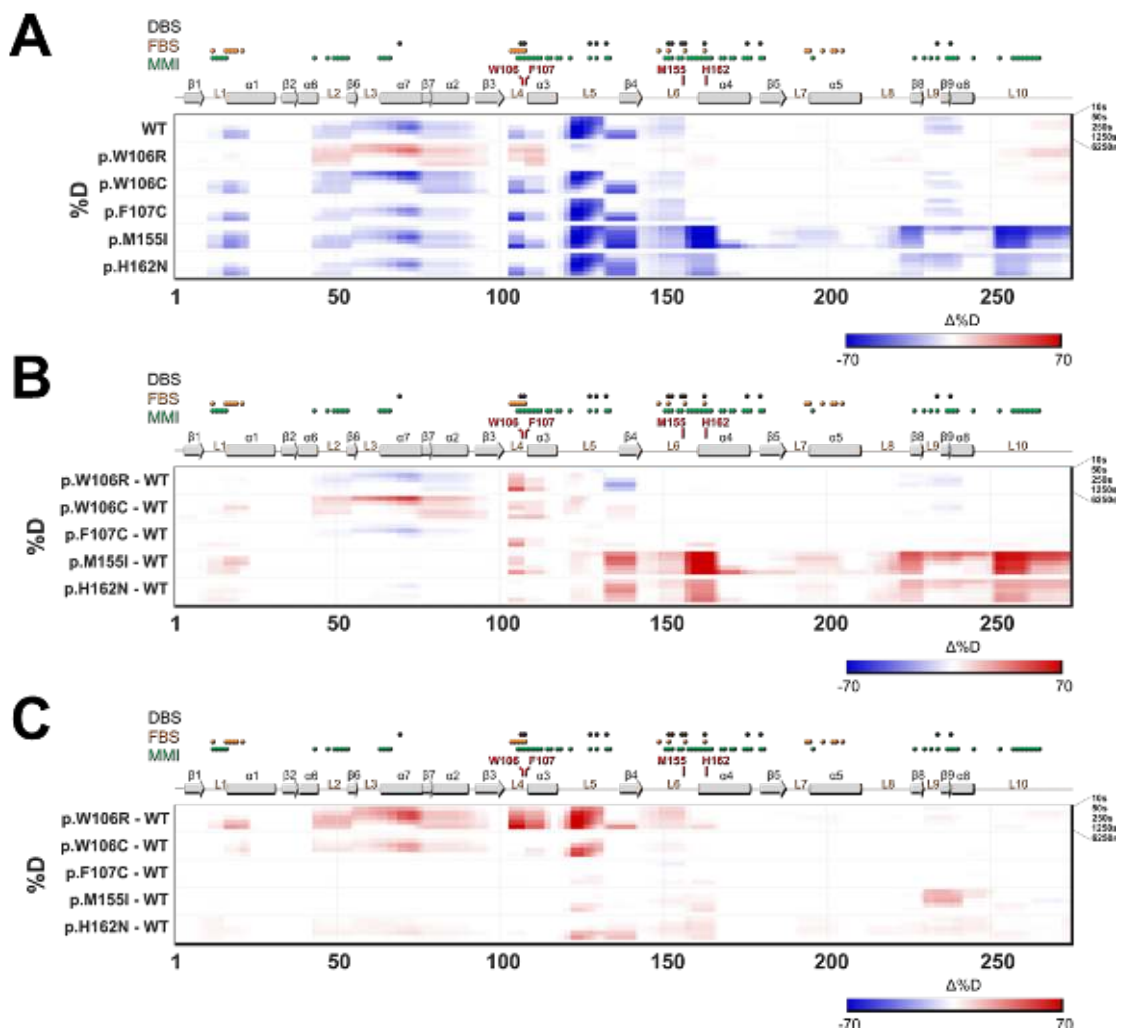 A
DBS
FBS
MMI
W106 F107 M155 H162
β1 L1 α1 β2 α6 L2 β6 L3 α7 β7 α2 β3 L4 α3 L5 β4 L6 α4 β5 L7 α5 L8 β8 L9 β9 α8 L10
10s
50s
250s
1250s
6250s
%D
WT
p.W106R
p.W106C
p.F107C
p.M155I
p.H162N
1 50 100 150 200 250
Δ%D
-70 70
B
DBS
FBS
MMI
W106 F107 M155 H162
β1 L1 α1 β2 α6 L2 β6 L3 α7 β7 α2 β3 L4 α3 L5 β4 L6 α4 β5 L7 α5 L8 β8 L9 β9 α8 L10
10s
50s
250s
1250s
6250s
%D
p.W106R - WT
p.W106C - WT
p.F107C - WT
p.M155I - WT
p.H162N - WT
1 50 100 150 200 250
Δ%D
-70 70
C
DBS
FBS
MMI
W106 F107 M155 H162
β1 L1 α1 β2 α6 L2 β6 L3 α7 β7 α2 β3 L4 α3 L5 β4 L6 α4 β5 L7 α5 L8 β8 L9 β9 α8 L10
10s
50s
250s
1250s
6250s
%D
p.W106R - WT
p.W106C - WT
p.F107C - WT
p.M155I - WT
p.H162N - WT
1 50 100 150 200 250
Δ%D
-70 70